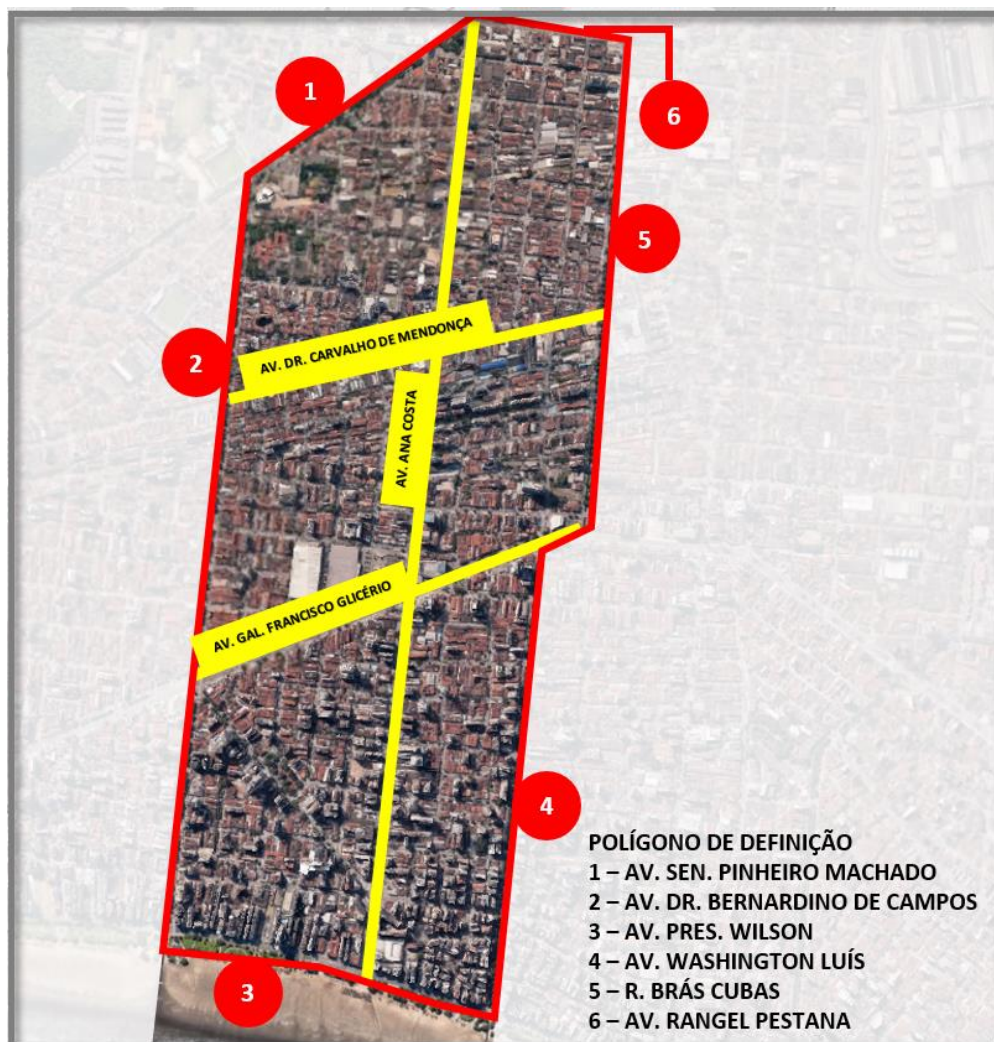 1
6
5
2
AV. DR. CARVALHO DE MENDONÇA
AV. ANA COSTA
AV. GAL. FRANCISCO GLICÉRIO
4
3
POLÍGONO DE DEFINIÇÃO
1 – AV. SEN. PINHEIRO MACHADO
2 – AV. DR. BERNARDINO DE CAMPOS
3 – AV. PRES. WILSON
4 – AV. WASHINGTON LUÍS
5 – R. BRÁS CUBAS
6 – AV. RANGEL PESTANA